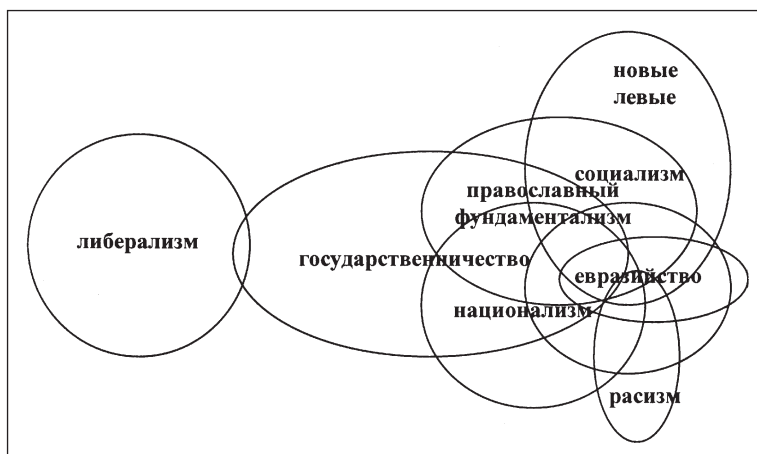 новые
левые
социализм
православный
фундаментализм
либерализм
государственничество
евразийство
национализм
расизм